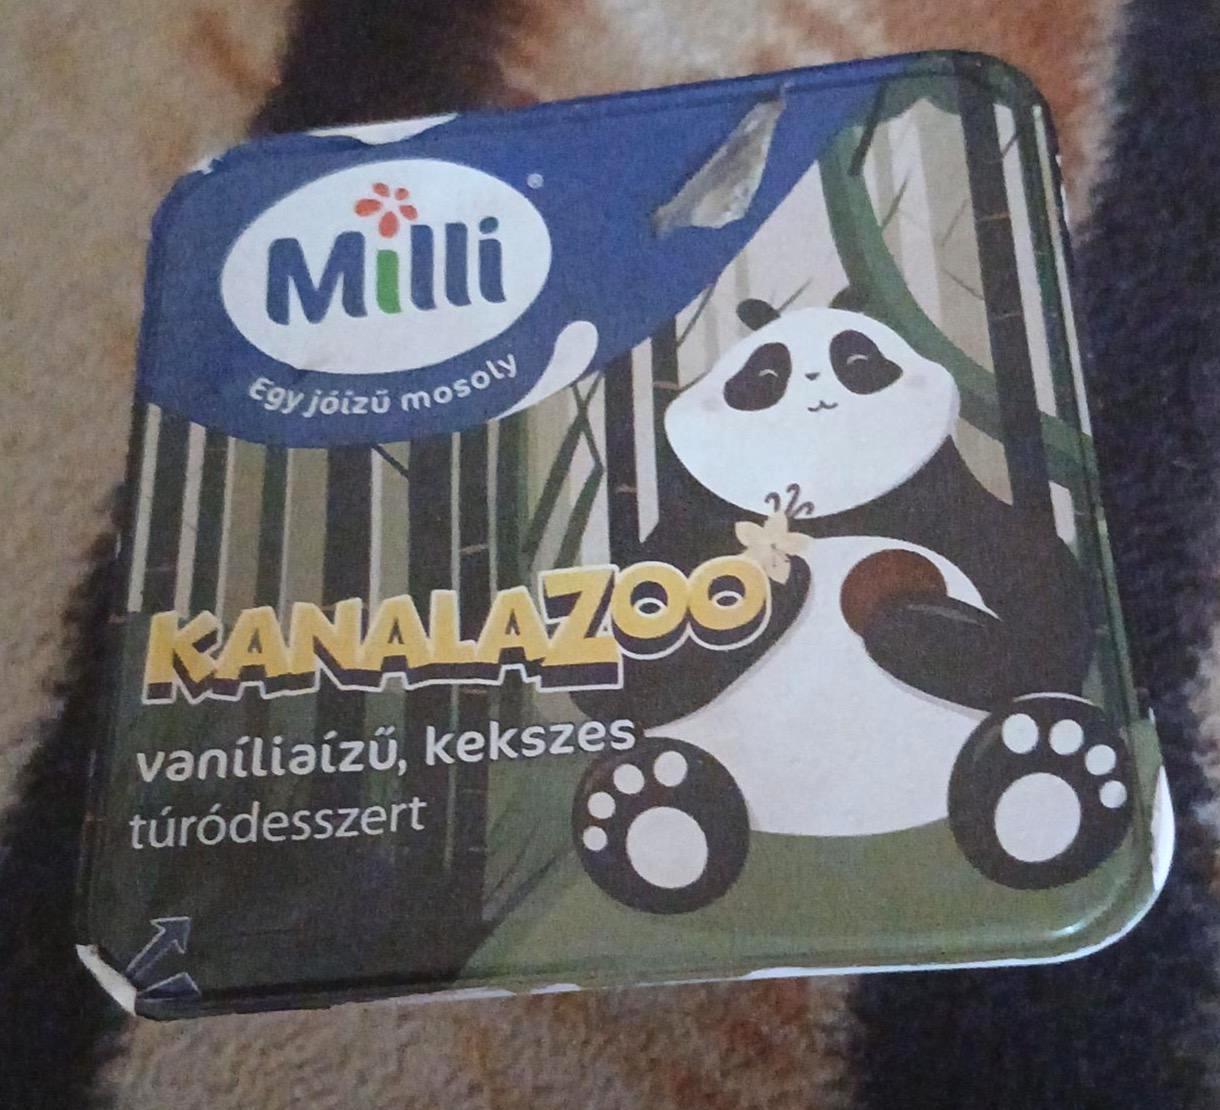 Milli®
Egy jóízű mosoly
KANALAZOO
vaníliaízű, kekszes
túródesszert